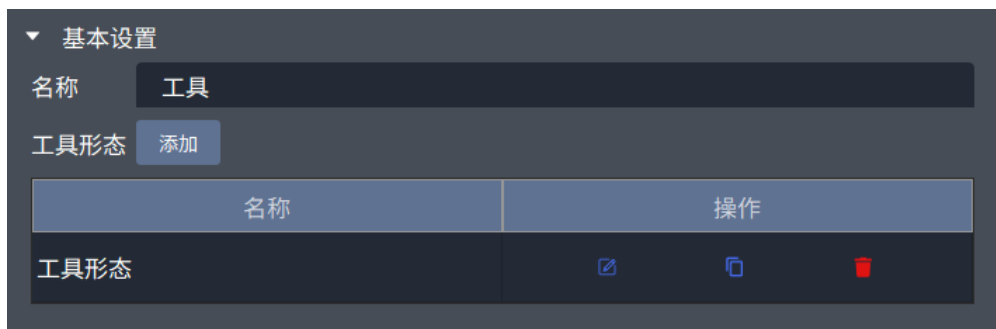 基本设置
名称 工具
工具形态 添加
名称 操作
工具形态